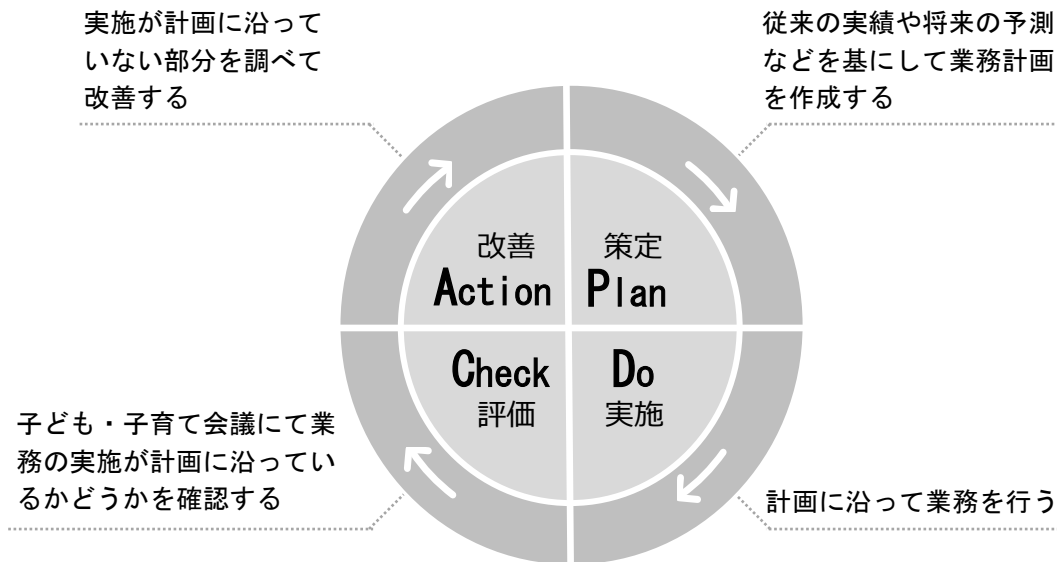 実施が計画に沿って
いない部分を調べて
改善する
従来の実績や将来の予測
などを基にして業務計画
を作成する
改善
Action
策定
Plan
Check
評価
Do
実施
子ども・子育て会議にて業
務の実施が計画に沿ってい
るかどうかを確認する
計画に沿って業務を行う